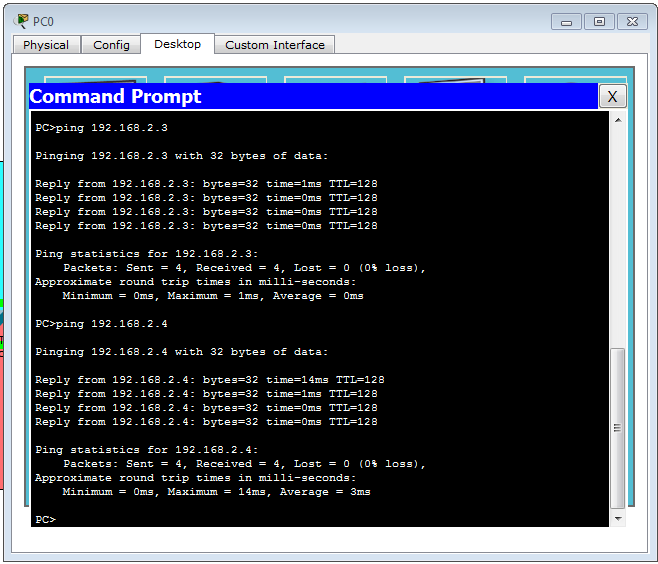 PC0
Physical Config Desktop Custom Interface
Command Prompt X
PC>ping 192.168.2.3
Pinging 192.168.2.3 with 32 bytes of data:
Reply from 192.168.2.3: bytes=32 time=1ms TTL=128
Reply from 192.168.2.3: bytes=32 time=0ms TTL=128
Reply from 192.168.2.3: bytes=32 time=0ms TTL=128
Reply from 192.168.2.3: bytes=32 time=0ms TTL=128
Ping statistics for 192.168.2.3:
Packets: Sent = 4, Received = 4, Lost = 0 (0% loss),
Approximate round trip times in milli-seconds:
Minimum = 0ms, Maximum = 1ms, Average = 0ms
PC>ping 192.168.2.4
Pinging 192.168.2.4 with 32 bytes of data:
Reply from 192.168.2.4: bytes=32 time=14ms TTL=128
Reply from 192.168.2.4: bytes=32 time=1ms TTL=128
Reply from 192.168.2.4: bytes=32 time=0ms TTL=128
Reply from 192.168.2.4: bytes=32 time=0ms TTL=128
Ping statistics for 192.168.2.4:
Packets: Sent = 4, Received = 4, Lost = 0 (0% loss),
Approximate round trip times in milli-seconds:
Minimum = 0ms, Maximum = 14ms, Average = 3ms
PC>